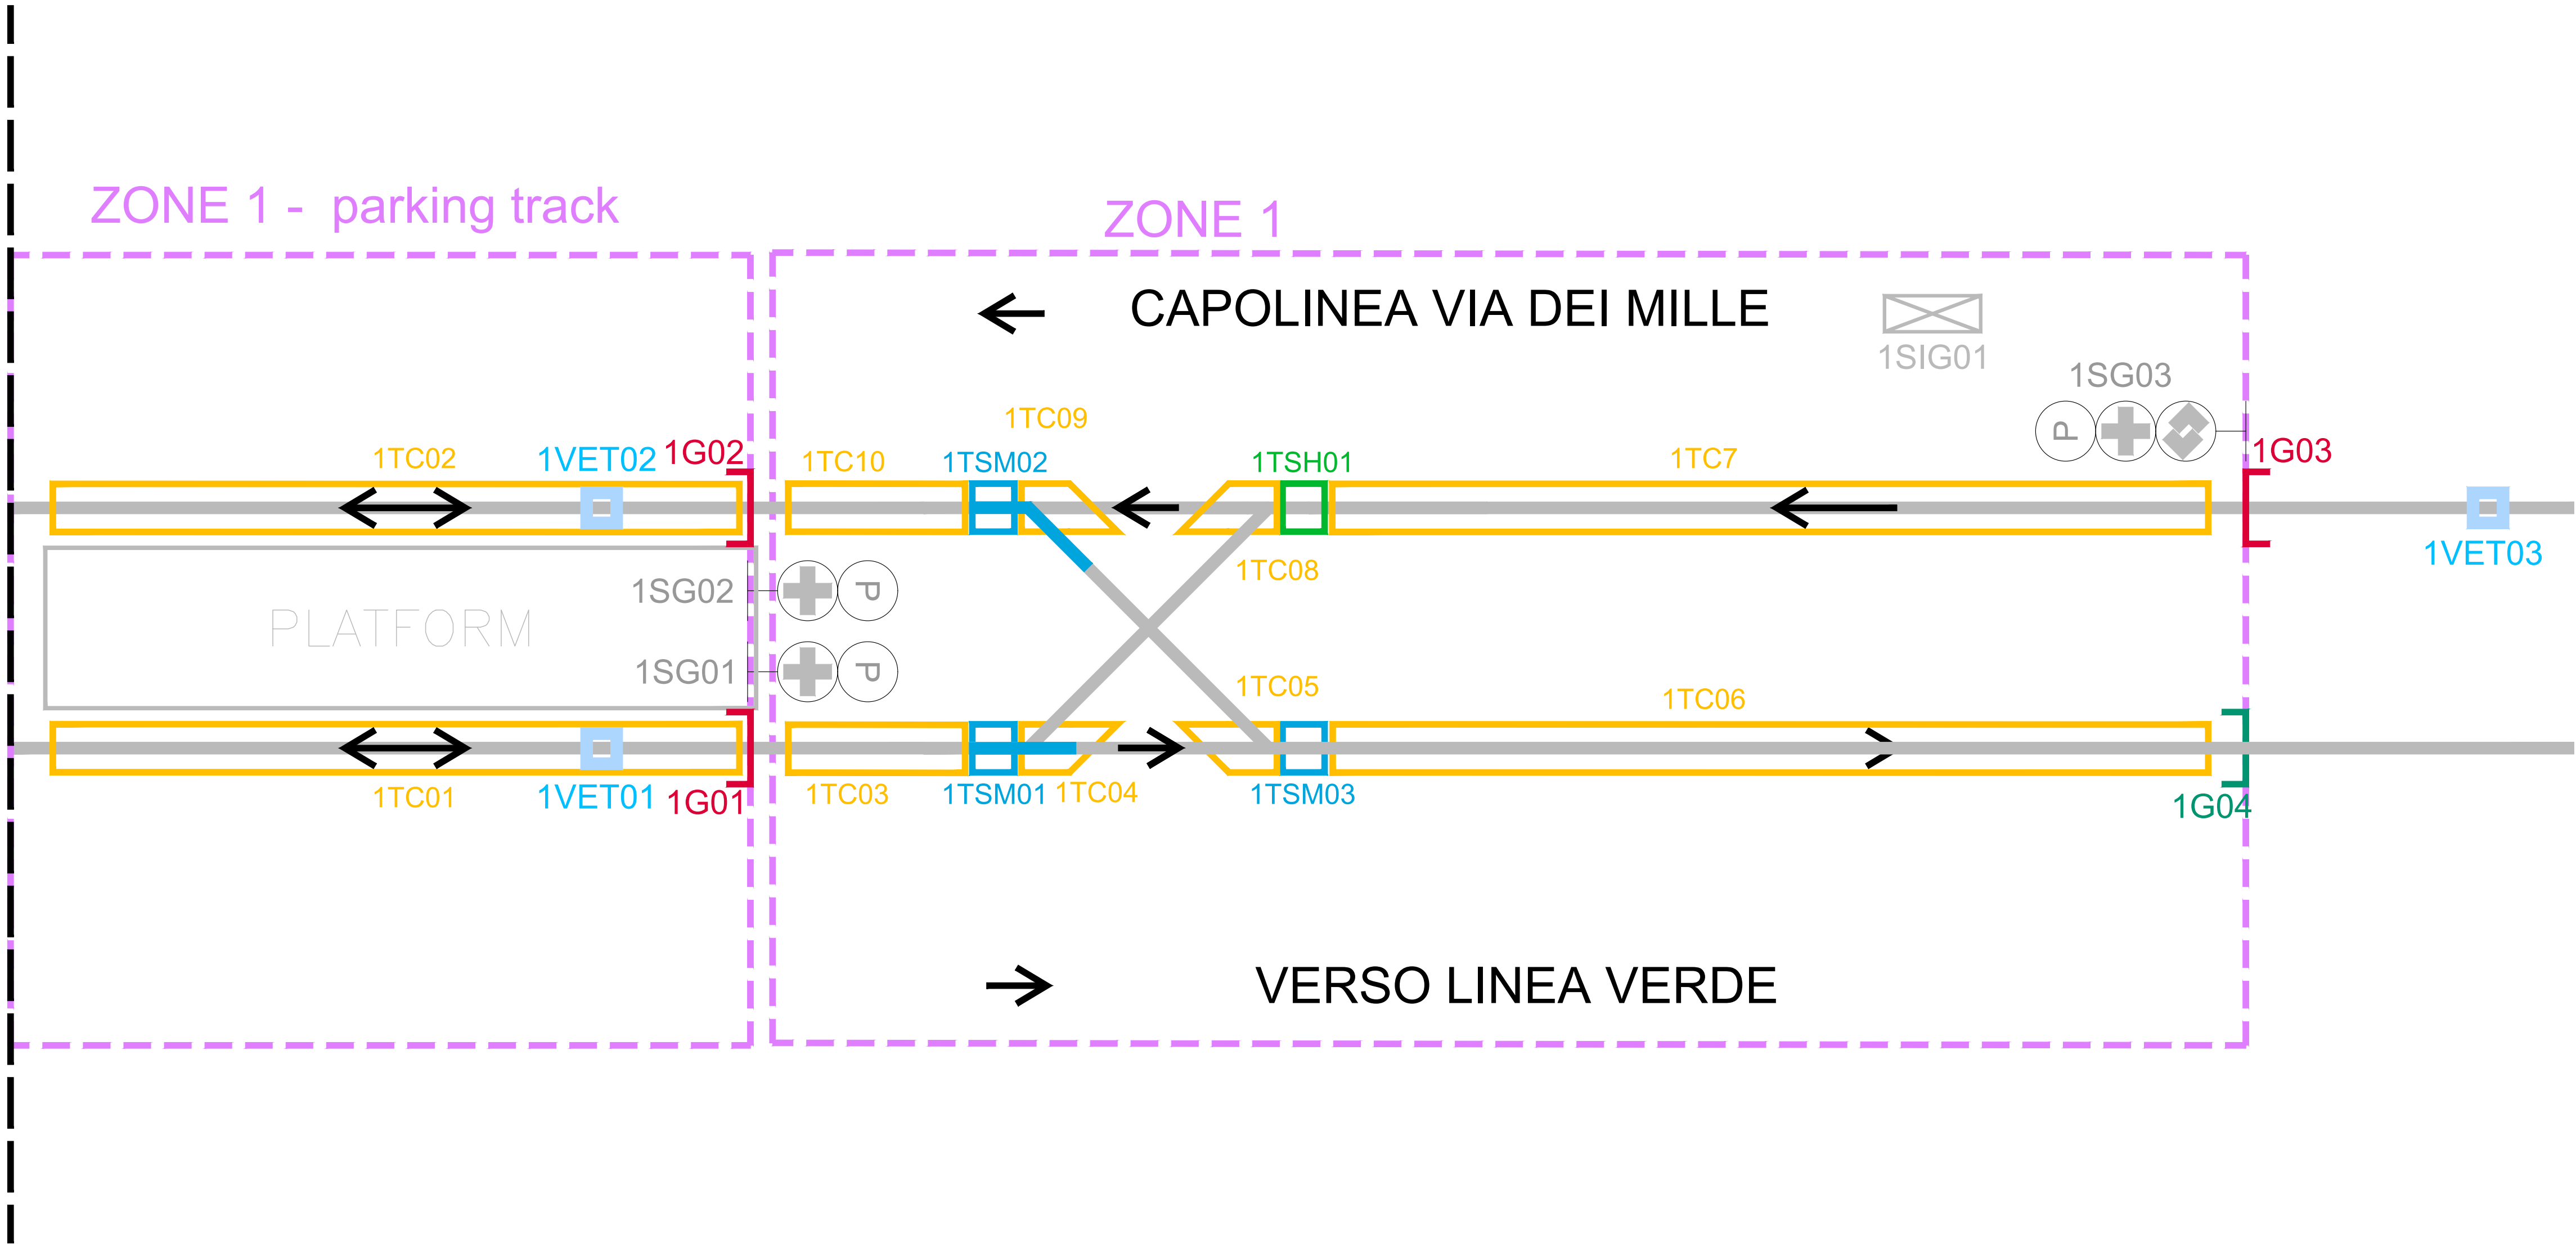 ZONE 1 - parking track
ZONE 1
CAPOLINEA VIA DEI MILLE
1SIG01
1SG03
P
1TC09
1TC02
1VET02
1G02
1TC10
1TSM02
1TSH01
1TC7
1G03
1VET03
1TC08
1SG02
P
PLATFORM
1SG01
P
1TC05
1TC06
1TC01
1VET01
1G01
1TC03
1TSM01
1TC04
1TSM03
1G04
VERSO LINEA VERDE